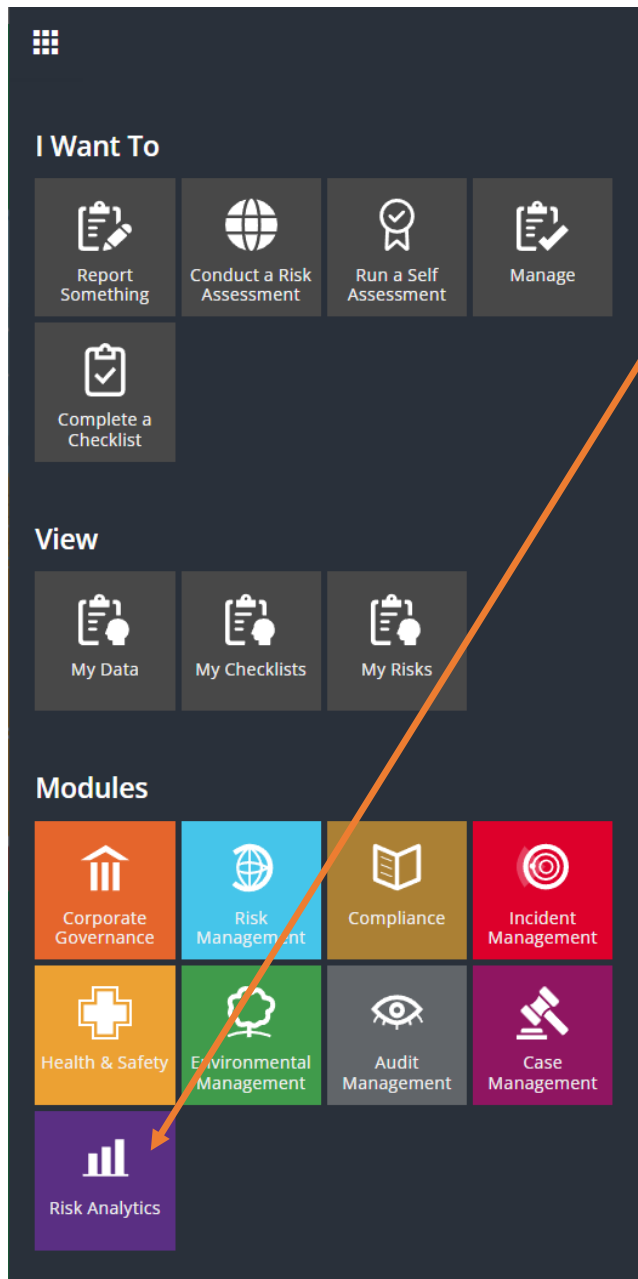 I Want To
Report
Something
Conduct a Risk
Assessment
Run a Self
Assessment
Manage
Complete a
Checklist
View
My Data
My Checklists
My Risks
Modules
Corporate
Governance
Risk
Management
Compliance
Incident
Management
Health & Safety
Environmental
Management
Audit
Management
Case
Management
Risk Analytics